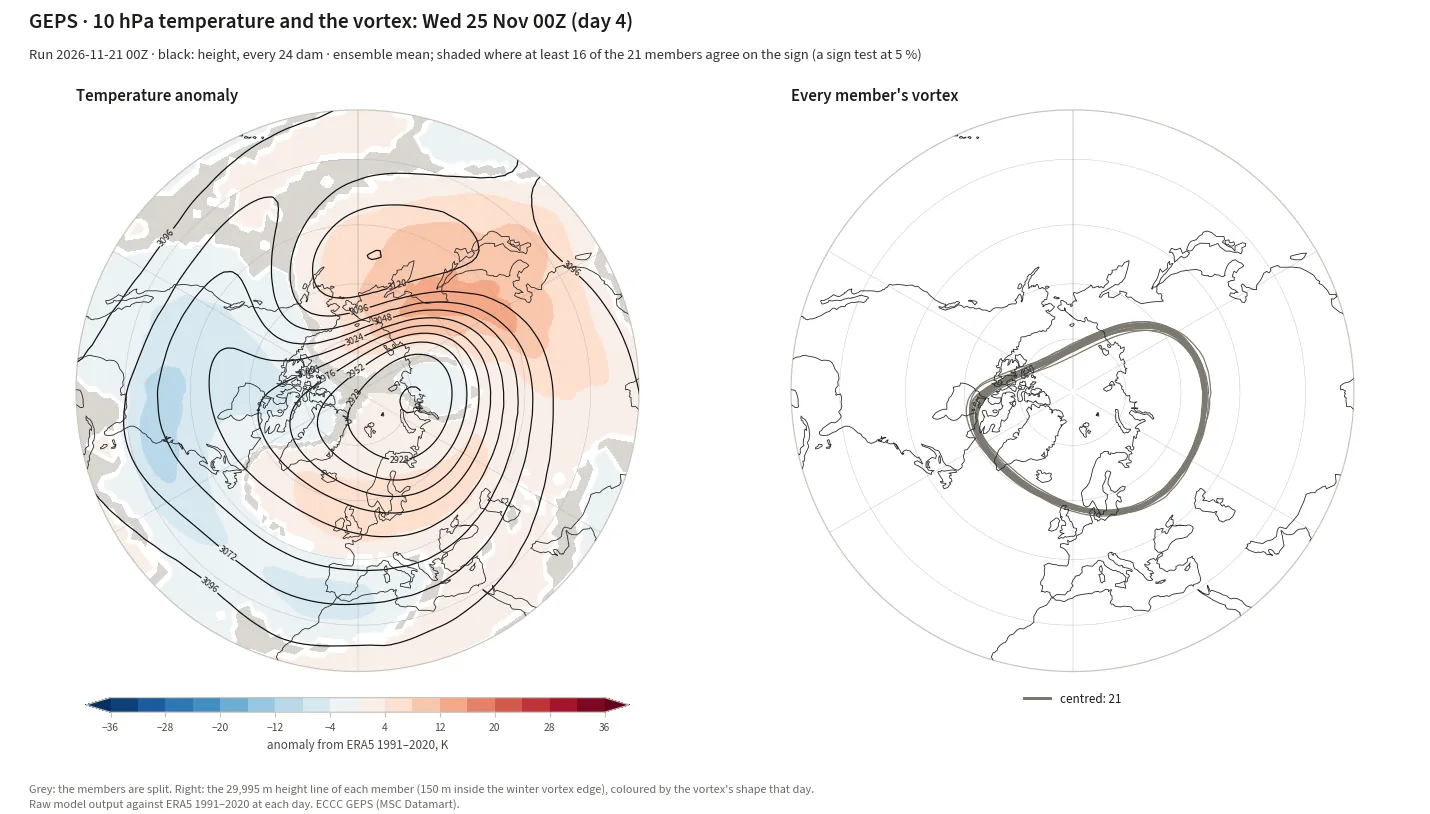 GEPS · 10 hPa temperature and the vortex: Wed 25 Nov 00Z (day 4)
Run 2026-11-21 00Z · black: height, every 24 dam · ensemble mean; shaded where at least 16 of the 21 members agree on the sign (a sign test at 5 %)
Temperature anomaly
Every member's vortex
3096
3096
3120
3096
3048
3024
2976
2952
2928
2904
2928
3072
3096
centred: 21
−36 −28 −20 −12 −4 4 12 20 28 36
anomaly from ERA5 1991–2020, K
Grey: the members are split. Right: the 29,995 m height line of each member (150 m inside the winter vortex edge), coloured by the vortex's shape that day.
Raw model output against ERA5 1991–2020 at each day. ECCC GEPS (MSC Datamart).